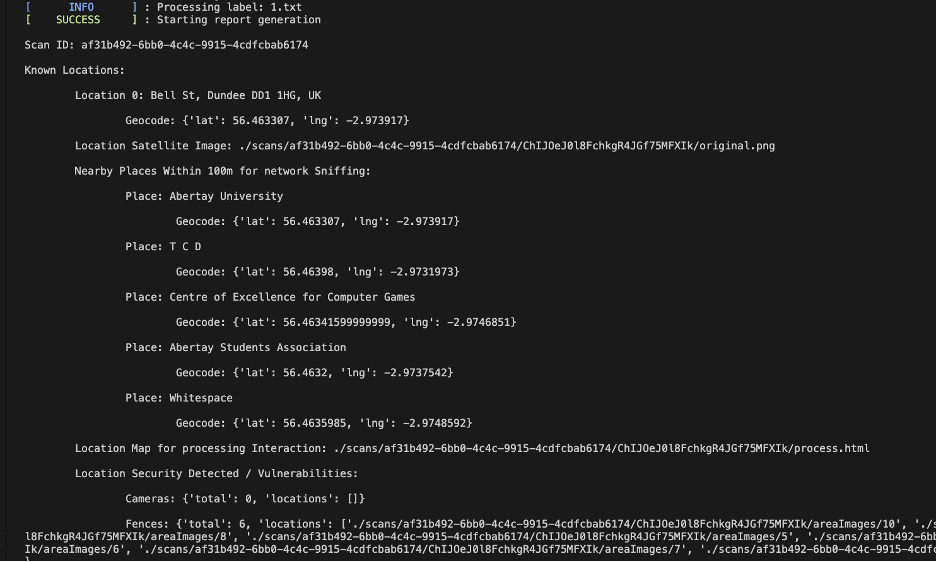 [ INFO ] : Processing label: 1.txt
[ SUCCESS ] : Starting report generation
Scan ID: af31b492-6bb0-4c4c-9915-4cdfcbab6174
Known Locations:
Location 0: Bell St, Dundee DD1 1HG, UK
Geocode: {'lat': 56.463307, 'lng': -2.973917}
Location Satellite Image: ./scans/af31b492-6bb0-4c4c-9915-4cdfcbab6174/ChIJOeJ0l8FchkgR4JGf75MFXIk/original.png
Nearby Places Within 100m for network Sniffing:
Place: Abertay University
Geocode: {'lat': 56.463307, 'lng': -2.973917}
Place: T C D
Geocode: {'lat': 56.46398, 'lng': -2.9731973}
Place: Centre of Excellence for Computer Games
Geocode: {'lat': 56.46341599999999, 'lng': -2.9746851}
Place: Abertay Students Association
Geocode: {'lat': 56.4632, 'lng': -2.9737542}
Place: Whitespace
Geocode: {'lat': 56.4635985, 'lng': -2.9748592}
Location Map for processing Interaction: ./scans/af31b492-6bb0-4c4c-9915-4cdfcbab6174/ChIJOeJ0l8FchkgR4JGf75MFXIk/process.html
Location Security Detected / Vulnerabilities:
Cameras: {'total': 0, 'locations': []}
Fences: {'total': 6, 'locations': ['./scans/af31b492-6bb0-4c4c-9915-4cdfcbab6174/ChIJOeJ0l8FchkgR4JGf75MFXIk/areaImages/10', './s
l8FchkgR4JGf75MFXIk/areaImages/8', './scans/af31b492-6bb0-4c4c-9915-4cdfcbab6174/ChIJOeJ0l8FchkgR4JGf75MFXIk/areaImages/5', './scans/af31b492-6bb
Ik/areaImages/6', './scans/af31b492-6bb0-4c4c-9915-4cdfcbab6174/ChIJOeJ0l8FchkgR4JGf75MFXIk/areaImages/7', './scans/af31b492-6bb0-4c4c-9915-4cdfc